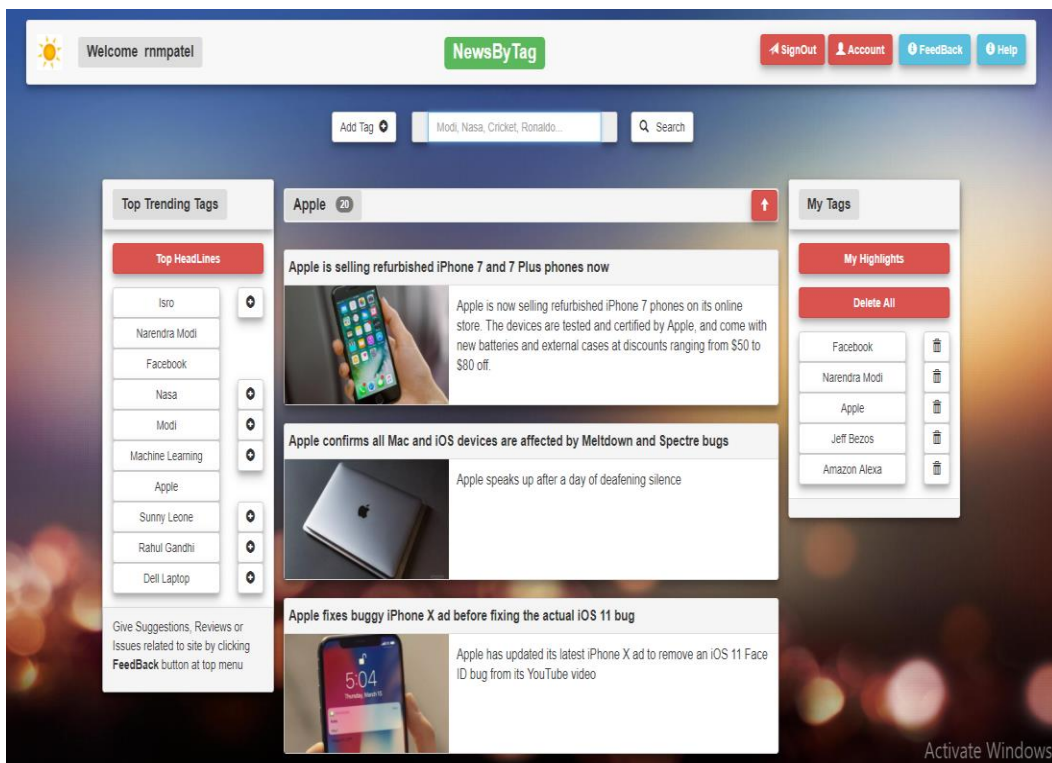 Welcome rnmpatel
NewsByTag
SignOut
Account
FeedBack
Help
Add Tag
Modi, Nasa, Cricket, Ronaldo...
Search
Top Trending Tags
Top HeadLines
Isro
Narendra Modi
Facebook
Nasa
Modi
Machine Learning
Apple
Sunny Leone
Rahul Gandhi
Dell Laptop
Give Suggestions, Reviews or
Issues related to site by clicking
FeedBack button at top menu
Apple 20
Apple is selling refurbished iPhone 7 and 7 Plus phones now
Apple is now selling refurbished iPhone 7 phones on its online
store. The devices are tested and certified by Apple, and come with
new batteries and external cases at discounts ranging from $50 to
$80 off.
Apple confirms all Mac and iOS devices are affected by Meltdown and Spectre bugs
Apple speaks up after a day of deafening silence
Apple fixes buggy iPhone X ad before fixing the actual iOS 11 bug
5:04
Apple has updated its latest iPhone X ad to remove an iOS 11 Face
ID bug from its YouTube video
My Tags
My Highlights
Delete All
Facebook
Narendra Modi
Apple
Jeff Bezos
Amazon Alexa
Activate Windows